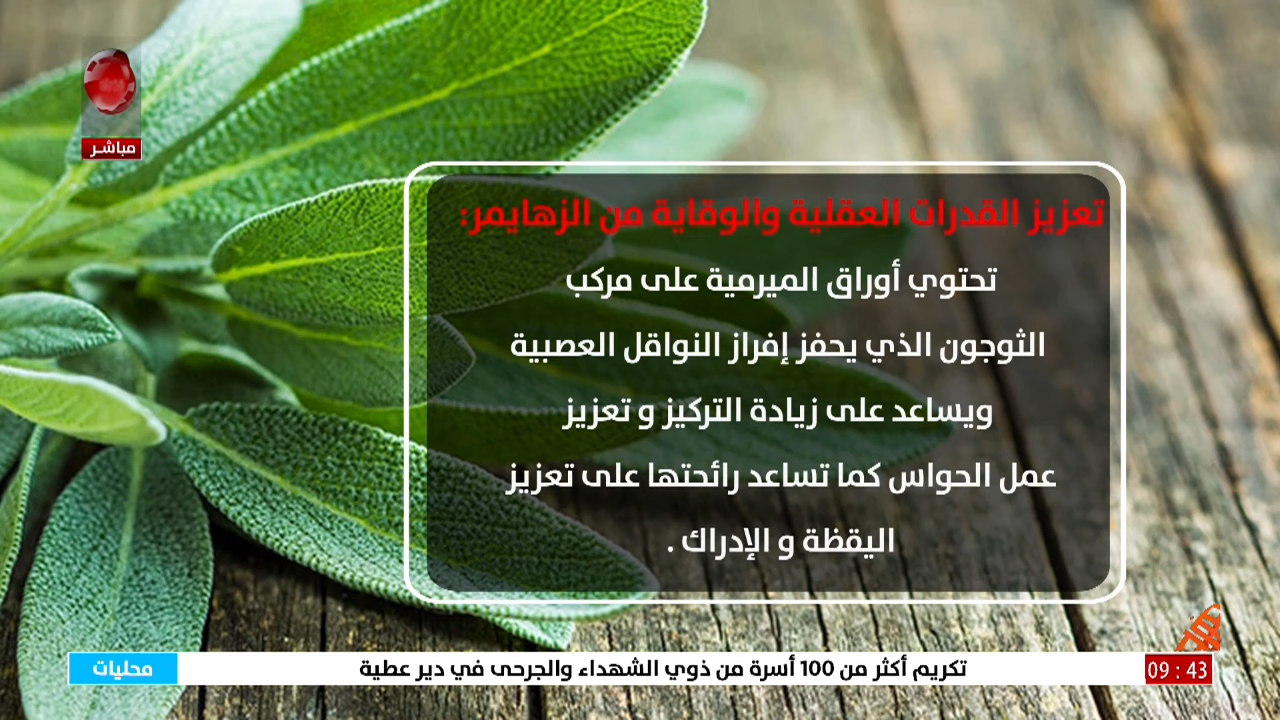 مباشر
تعزيز القدرات العقلية والوقاية من الزهايمر:
تحتوي أوراق الميرمية على مركب
الثوجون الذي يحفز إفراز النواقل العصبية
ويساعد على زيادة التركيز و تعزيز
عمل الحواس كما تساعد رائحتها على تعزيز
اليقظة و الإدراك .
محليات
تكريم أكثر من 100 أسرة من ذوي الشهداء والجرحى في دير عطية
09 : 43